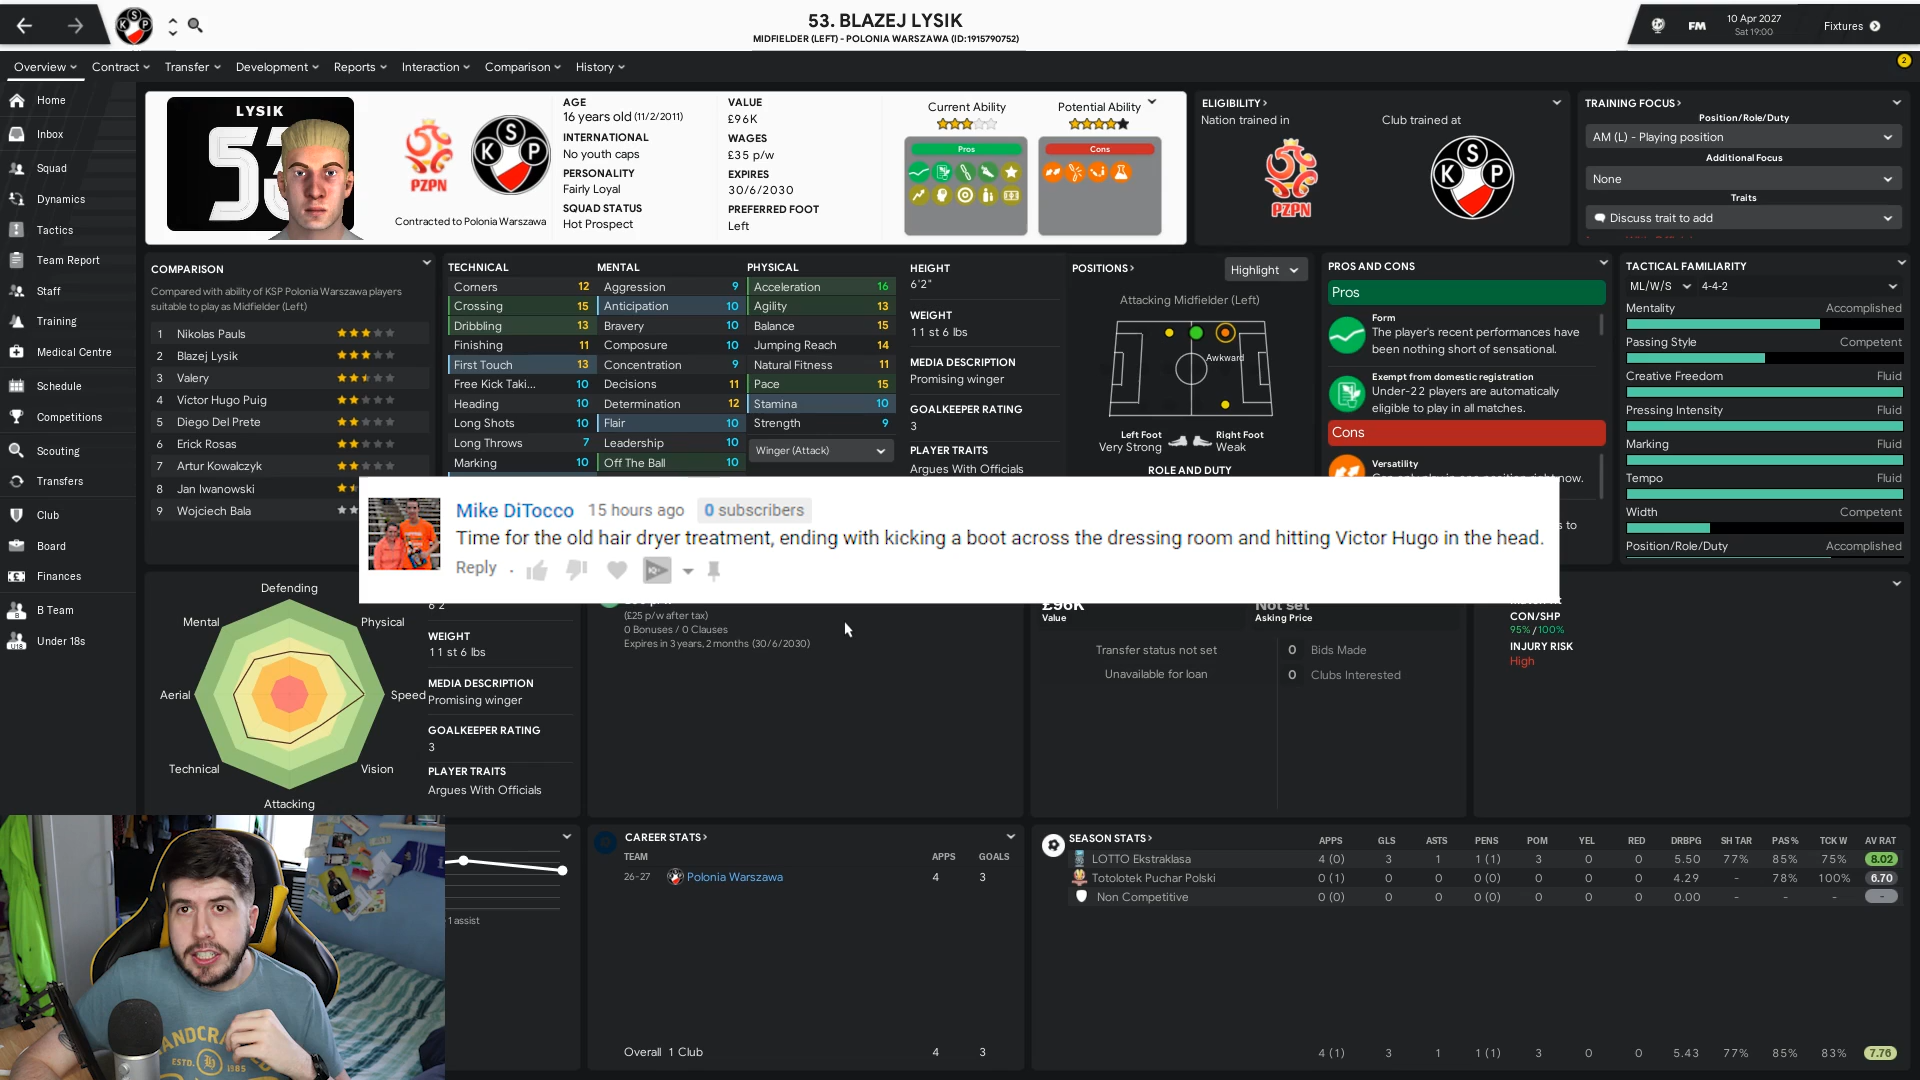 53. BLAZEJ LYSIK
MIDFIELDER (LEFT) - POLONIA WARSZAWA (ID:1915790752)
FM
10 Apr 2027
Sat 19:00
Fixtures
Overview
Contract
Transfer
Development
Reports
Interaction
Comparison
History
2
Home
Inbox
Squad
Dynamics
Tactics
Team Report
Staff
Training
Medical Centre
Schedule
Competitions
Scouting
Transfers
Club
Board
Finances
B Team
Under 18s
LYSIK
53
PZPN
K S P
Contracted to Polonia Warszawa
AGE
16 years old (11/2/2011)
INTERNATIONAL
No youth caps
PERSONALITY
Fairly Loyal
SQUAD STATUS
Hot Prospect
VALUE
£96K
WAGES
£35 p/w
EXPIRES
30/6/2030
PREFERRED FOOT
Left
Current Ability
Pros
Potential Ability
Cons
ELIGIBILITY
Nation trained in
PZPN
Club trained at
K S P
TRAINING FOCUS
Position/Role/Duty
AM (L) - Playing position
Additional Focus
None
Traits
Discuss trait to add
COMPARISON
Compared with ability of KSP Polonia Warszawa players
suitable to play as Midfielder (Left)
1 Nikolas Pauls
2 Blazej Lysik
3 Valery
4 Victor Hugo Puig
5 Diego Del Prete
6 Erick Rosas
7 Artur Kowalczyk
8 Jan Iwanowski
9 Wojciech Bala
TECHNICAL
Corners 12
Crossing 15
Dribbling 13
Finishing 11
First Touch 13
Free Kick Taki... 10
Heading 10
Long Shots 10
Long Throws 7
Marking 10
MENTAL
Aggression 9
Anticipation 10
Bravery 10
Composure 10
Concentration 9
Decisions 11
Determination 12
Flair 10
Leadership 10
Off The Ball 10
PHYSICAL
Acceleration 16
Agility 13
Balance 15
Jumping Reach 14
Natural Fitness 11
Pace 15
Stamina 10
Strength 9
Winger (Attack)
HEIGHT
6'2"
WEIGHT
11 st 6 lbs
MEDIA DESCRIPTION
Promising winger
GOALKEEPER RATING
3
PLAYER TRAITS
Argues With Officials
POSITIONS
Highlight
Attacking Midfielder (Left)
Awkward
Left Foot
Very Strong
Right Foot
Weak
ROLE AND DUTY
PROS AND CONS
Pros
Form
The player's recent performances have
been nothing short of sensational.
Exempt from domestic registration
Under-22 players are automatically
eligible to play in all matches.
Cons
Versatility
TACTICAL FAMILIARITY
ML/W/S 4-4-2
Mentality Accomplished
Passing Style Competent
Creative Freedom Fluid
Pressing Intensity Fluid
Marking Fluid
Tempo Fluid
Width Competent
Position/Role/Duty Accomplished
Mike DiTocco 15 hours ago 0 subscribers
Time for the old hair dryer treatment, ending with kicking a boot across the dressing room and hitting Victor Hugo in the head.
Reply
Defending
Physical
Speed
Vision
Attacking
Technical
Aerial
Mental
6'2"
WEIGHT
11 st 6 lbs
MEDIA DESCRIPTION
Promising winger
GOALKEEPER RATING
3
PLAYER TRAITS
Argues With Officials
(£25 p/w after tax)
0 Bonuses / 0 Clauses
Expires in 3 years, 2 months (30/6/2030)
£96K
Value
Not set
Asking Price
Transfer status not set
Unavailable for loan
0 Bids Made
0 Clubs Interested
CON/SHP
95% / 100%
INJURY RISK
High
1 assist
CAREER STATS
TEAM APPS GOALS
26-27 Polonia Warszawa 4 3
Overall 1 Club 4 3
SEASON STATS
APPS GLS ASTS PENS POM YEL RED DRBPG SH TAR PAS% TCK W AV RAT
LOTTO Ekstraklasa 4 (0) 3 1 1 (1) 3 0 0 5.50 77% 85% 75% 8.02
Totolotek Puchar Polski 0 (1) 0 0 0 (0) 0 0 0 4.29 - 78% 100% 6.70
Non Competitive 0 (0) 0 0 0 (0) 0 0 0 0.00 - - - -
4 (1) 3 1 1 (1) 3 0 0 5.43 77% 85% 83% 7.76
ESTD. 1985